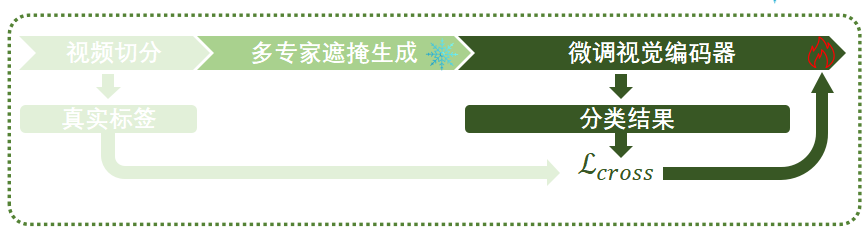 视频切分
多专家遮掩生成
微调视觉编码器
真实标签
分类结果
ℒ_cross